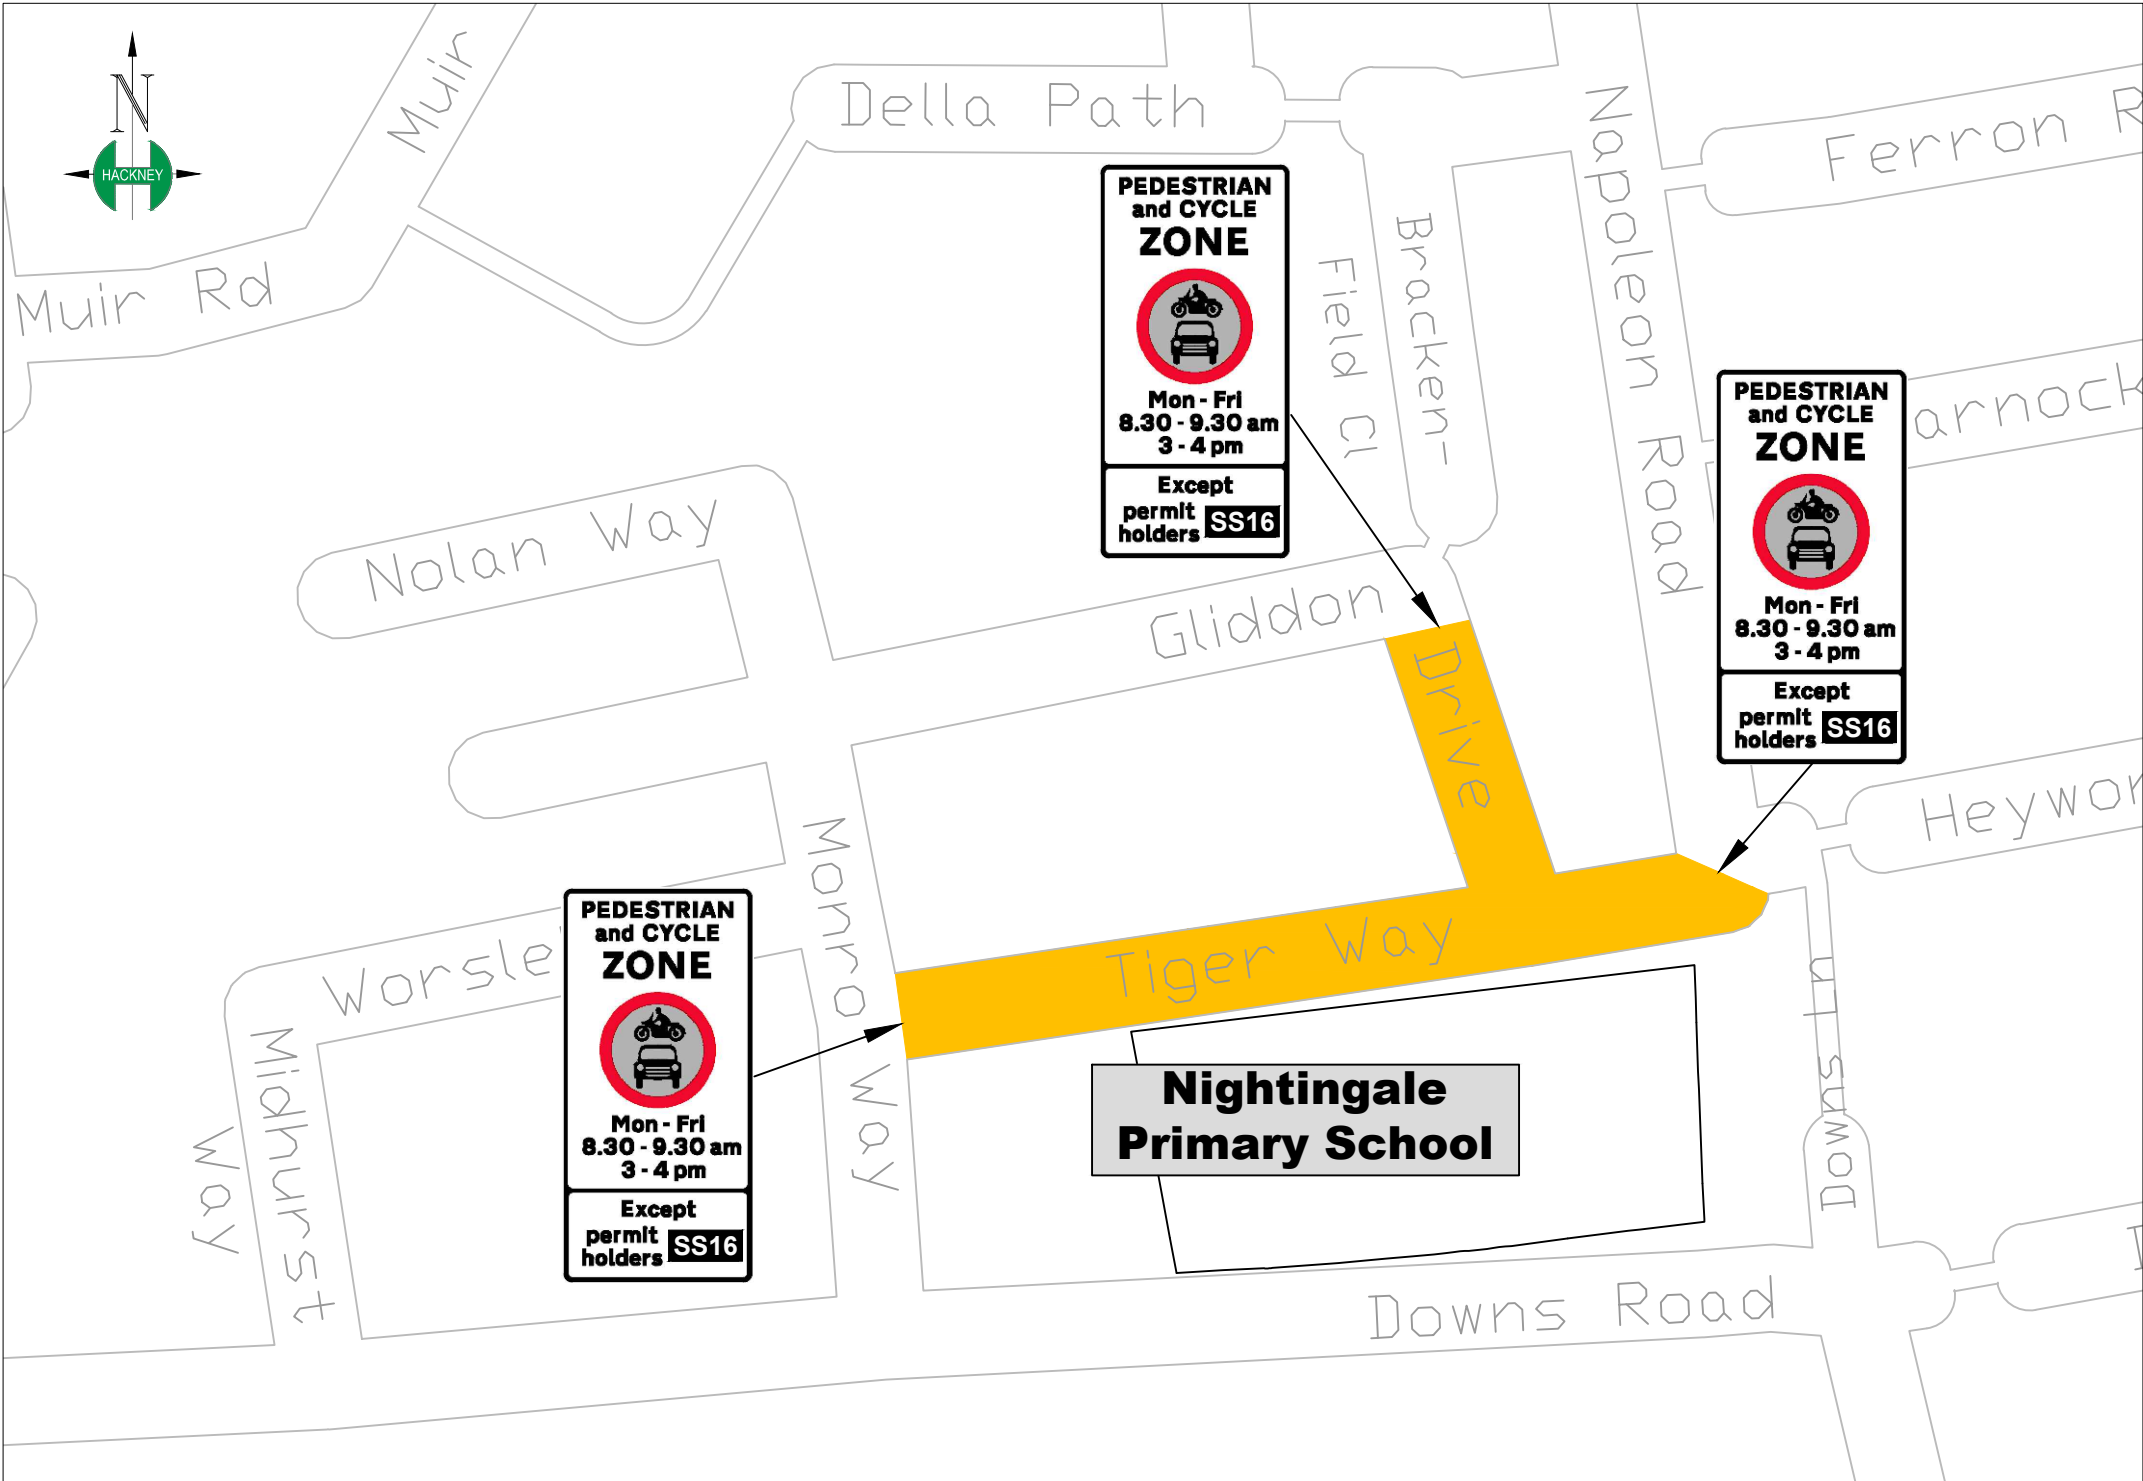 N
HACKNEY
Muir
Muir Rd
Della Path
Napoleon Road
Ferron R
PEDESTRIAN
and CYCLE
ZONE
Mon - Fri
8.30 - 9.30 am
3 - 4 pm
Except
permit
holders SS16
Bracken-
Field Cl
PEDESTRIAN
and CYCLE
ZONE
Mon - Fri
8.30 - 9.30 am
3 - 4 pm
Except
permit
holders SS16
arnock
Nolan Way
Gliddon
Drive
Heywor
Monro Way
Tiger Way
PEDESTRIAN
and CYCLE
ZONE
Mon - Fri
8.30 - 9.30 am
3 - 4 pm
Except
permit
holders SS16
Worsle
Midhurst
Way
Nightingale
Primary School
Downs Ln
Downs Road